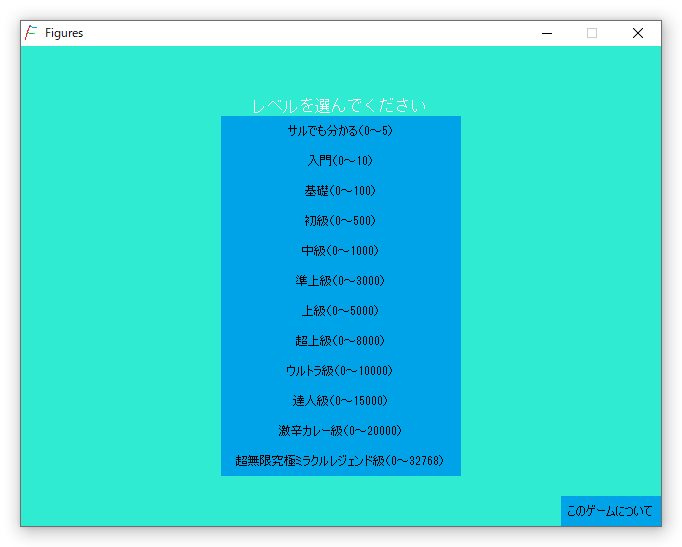 Figures
レベルを選んでください
サルでも分かる(0～5)
入門(0～10)
基礎(0～100)
初級(0～500)
中級(0～1000)
準上級(0～3000)
上級(0～5000)
超上級(0～8000)
ウルトラ級(0～10000)
達人級(0～15000)
激辛カレー級(0～20000)
超無限究極ミラクルレジェンド級(0～32768)
このゲームについて